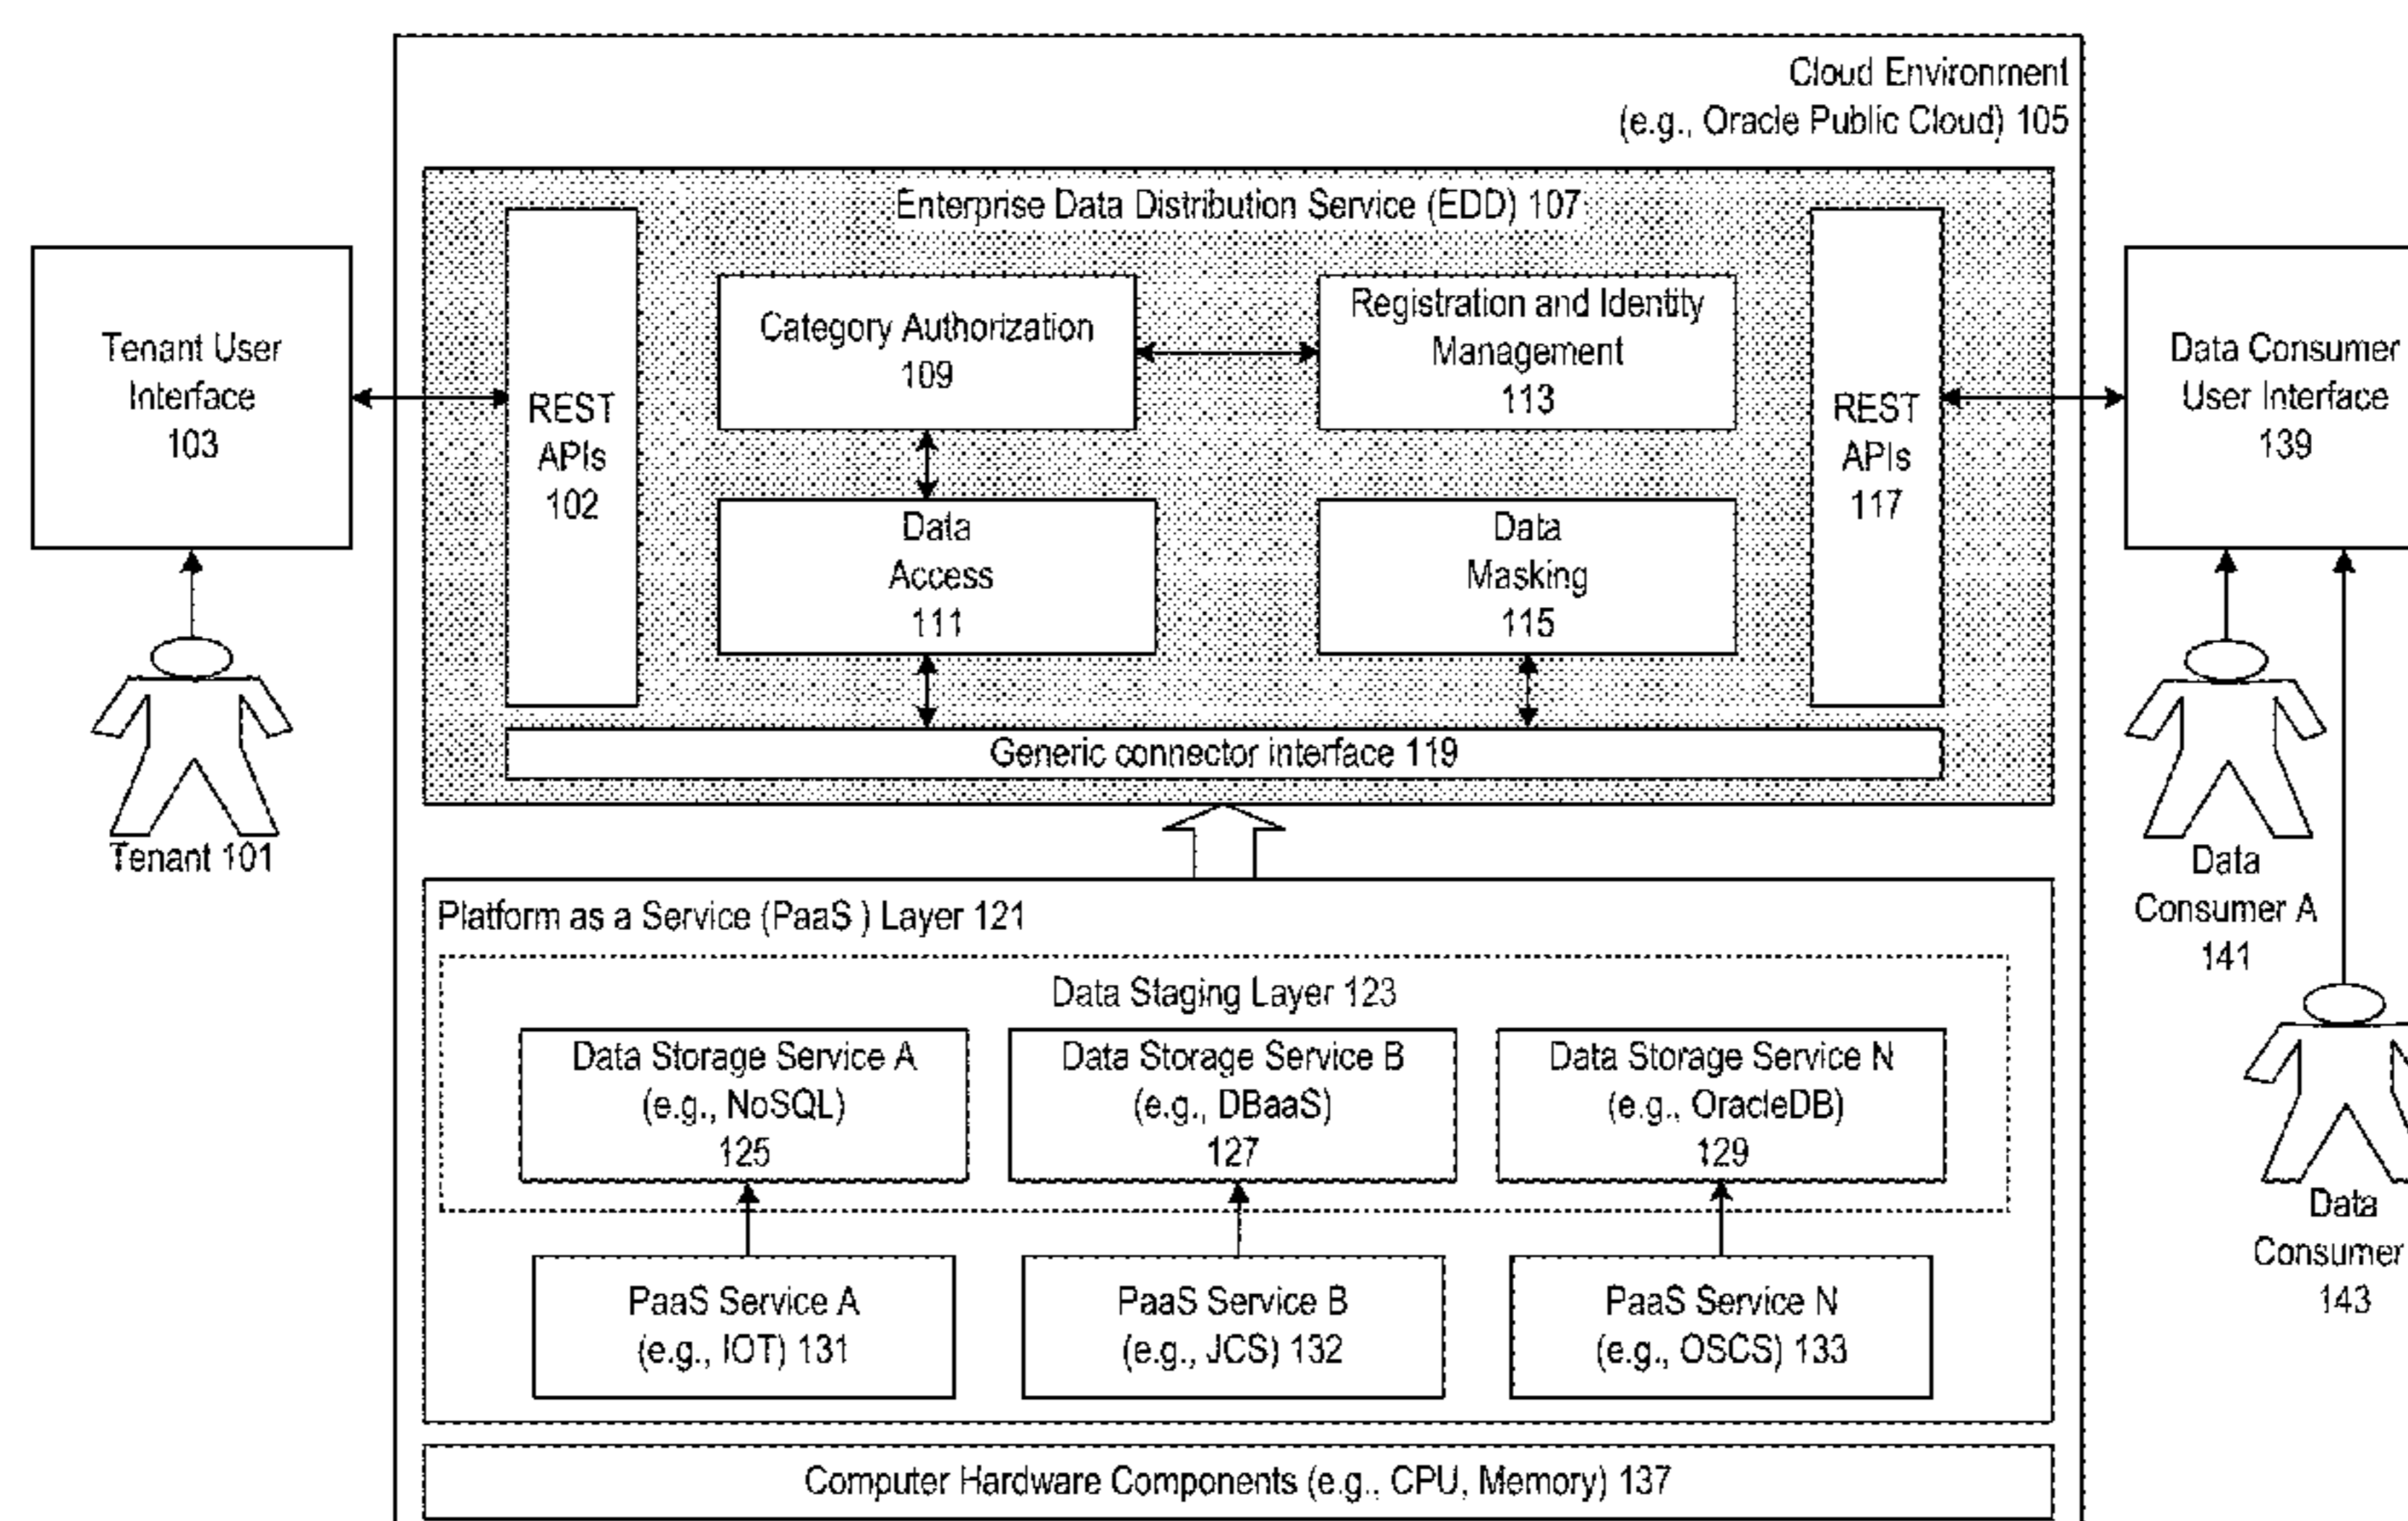 Cloud Environment
(e.g., Oracle Public Cloud) 105
Enterprise Data Distribution Service (EDD) 107
Tenant User
Interface
103
REST
APIs
102
Category Authorization
109
Registration and Identity
Management
113
Data
Access
111
Data
Masking
115
REST
APIs
117
Data Consumer
User Interface
139
Generic connector interface 119
Tenant 101
Data
Consumer A
141
Platform as a Service (PaaS ) Layer 121
Data Staging Layer 123
Data Storage Service A
(e.g., NoSQL)
125
Data Storage Service B
(e.g., DBaaS)
127
Data Storage Service N
(e.g., OracleDB)
129
Data
Consumer
143
PaaS Service A
(e.g., IOT) 131
PaaS Service B
(e.g., JCS) 132
PaaS Service N
(e.g., OSCS) 133
Computer Hardware Components (e.g., CPU, Memory) 137